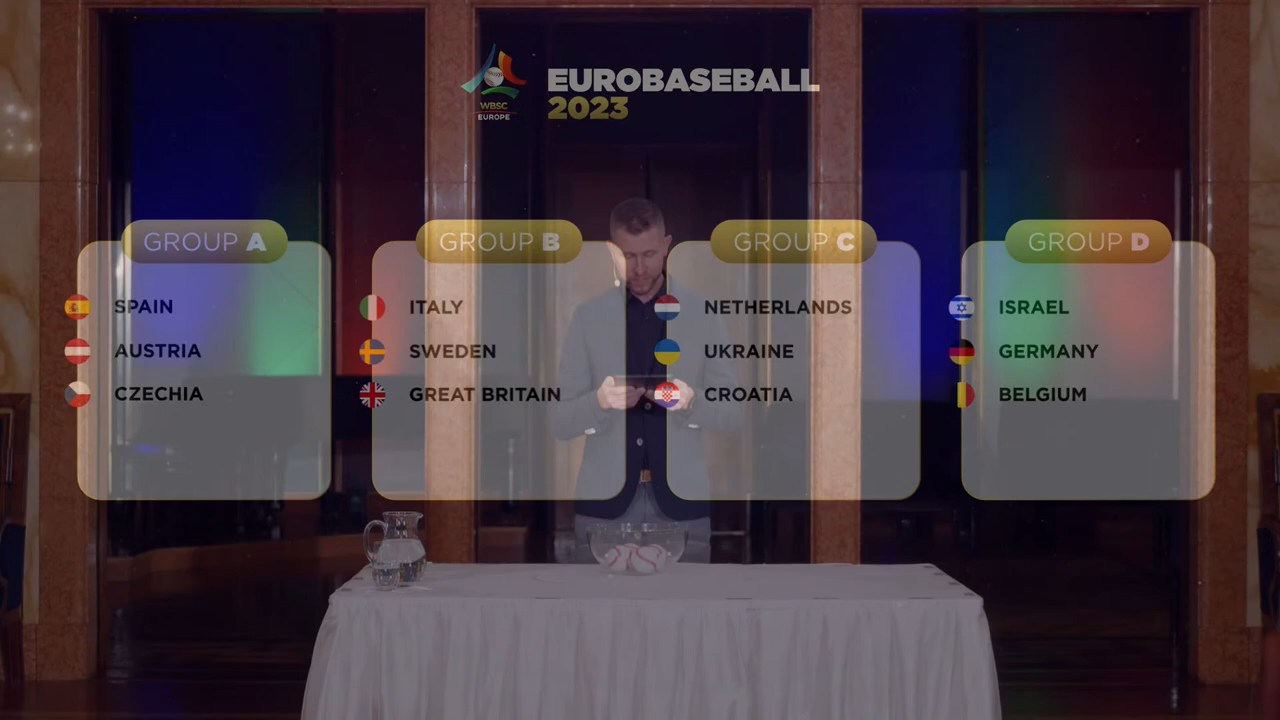 WBSC
EUROPE
EUROBASEBALL
2023
GROUP A
SPAIN
AUSTRIA
CZECHIA
GROUP B
ITALY
SWEDEN
GREAT BRITAIN
GROUP C
NETHERLANDS
UKRAINE
CROATIA
GROUP D
ISRAEL
GERMANY
BELGIUM